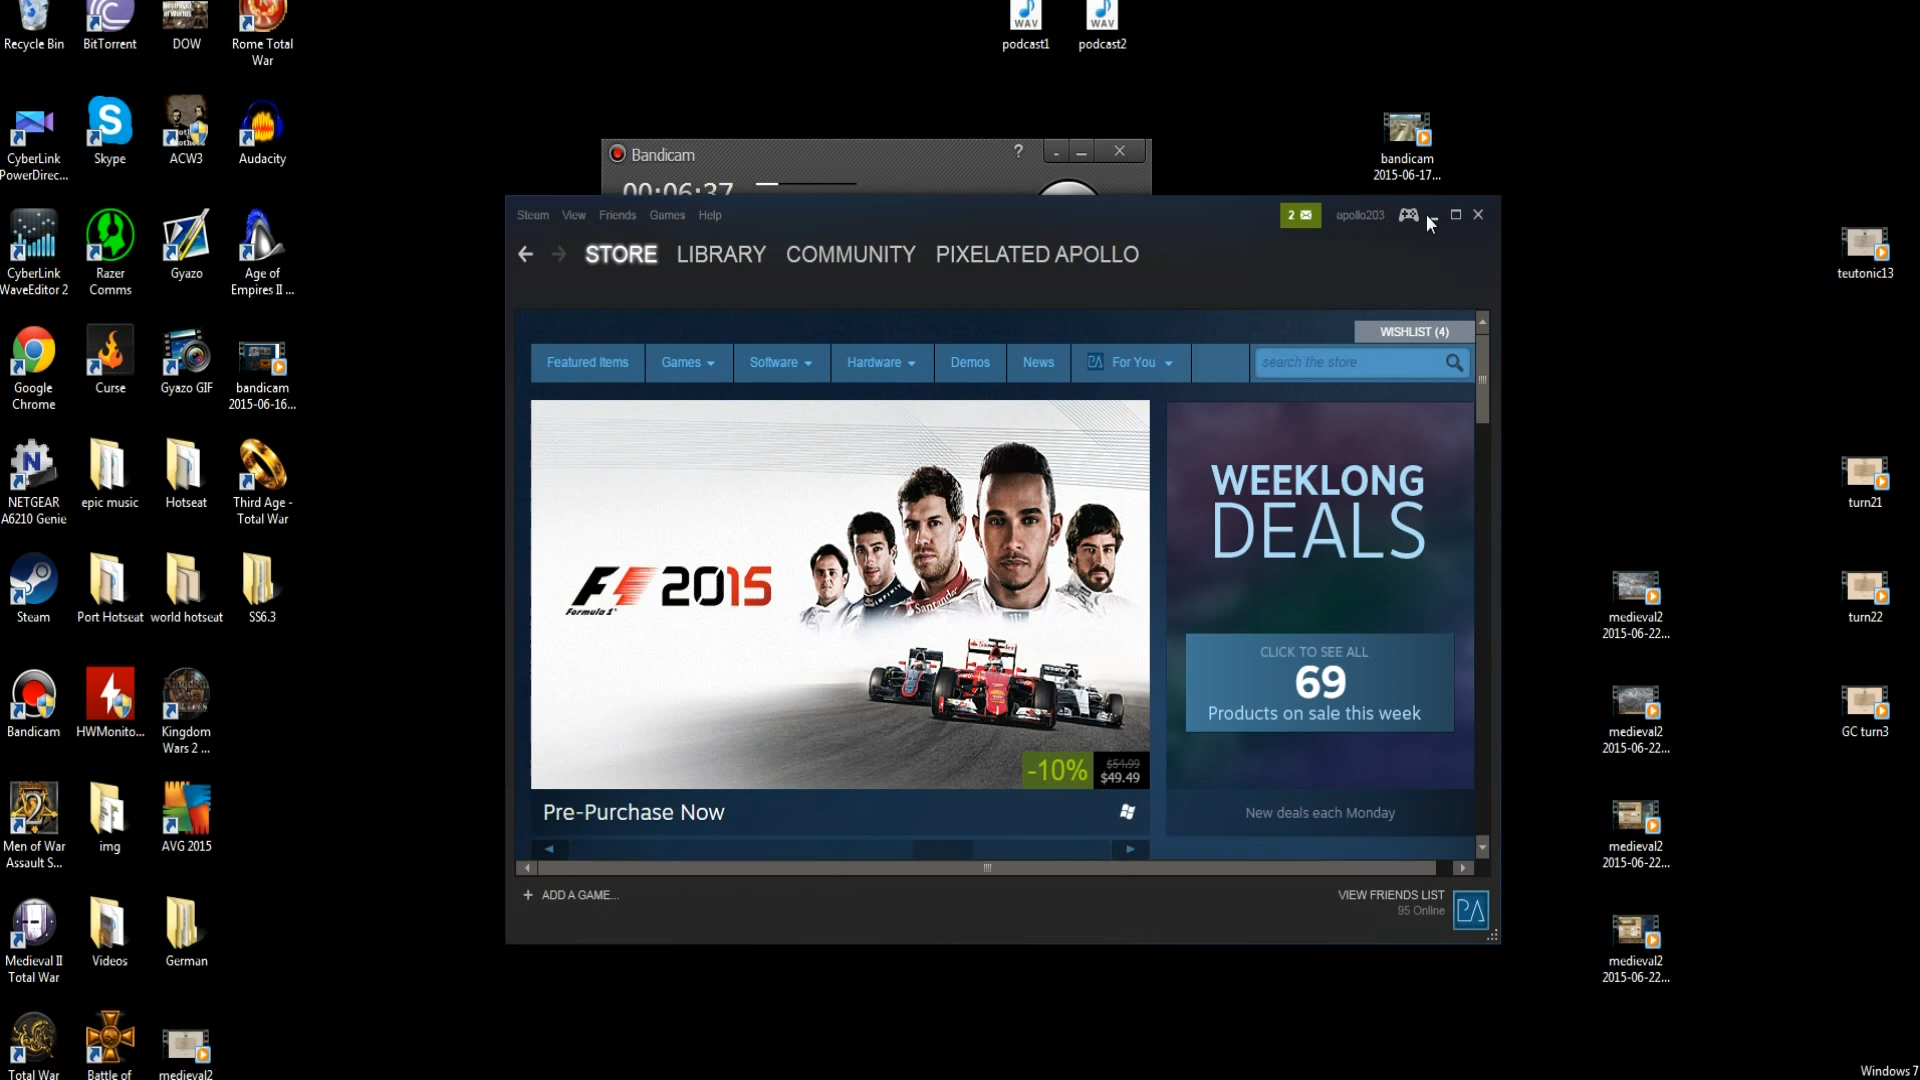 Recycle Bin
BitTorrent
DOW
Rome Total
War
podcast1
podcast2
WAV
WAV
CyberLink
PowerDirec...
Skype
ACW3
Audacity
Bandicam
?
00:06:37
bandicam
2015-06-17...
Steam View Friends Games Help
2
apollo203
STORE LIBRARY COMMUNITY PIXELATED APOLLO
CyberLink
WaveEditor 2
Razer
Comms
Gyazo
Age of
Empires II ...
teutonic13
WISHLIST (4)
Featured Items Games Software Hardware Demos News For You
search the store
Google
Chrome
Curse
Gyazo GIF
bandicam
2015-06-16...
WEEKLONG
DEALS
NETGEAR
A6210 Genie
epic music
Hotseat
Third Age -
Total War
turn21
F1 2015
Formula 1
Santander
CLICK TO SEE ALL
69
Products on sale this week
Steam
Port Hotseat
world hotseat
SS6.3
medieval2
2015-06-22...
turn22
Bandicam
HWMonito...
Kingdom
Wars 2 ...
medieval2
2015-06-22...
GC turn3
-10%
$54.99
$49.49
Pre-Purchase Now
New deals each Monday
Men of War
Assault S...
img
AVG 2015
medieval2
2015-06-22...
+ ADD A GAME...
VIEW FRIENDS LIST
95 Online
PA
Medieval II
Total War
Videos
German
medieval2
2015-06-22...
Total War
Battle of
medieval2
Windows 7